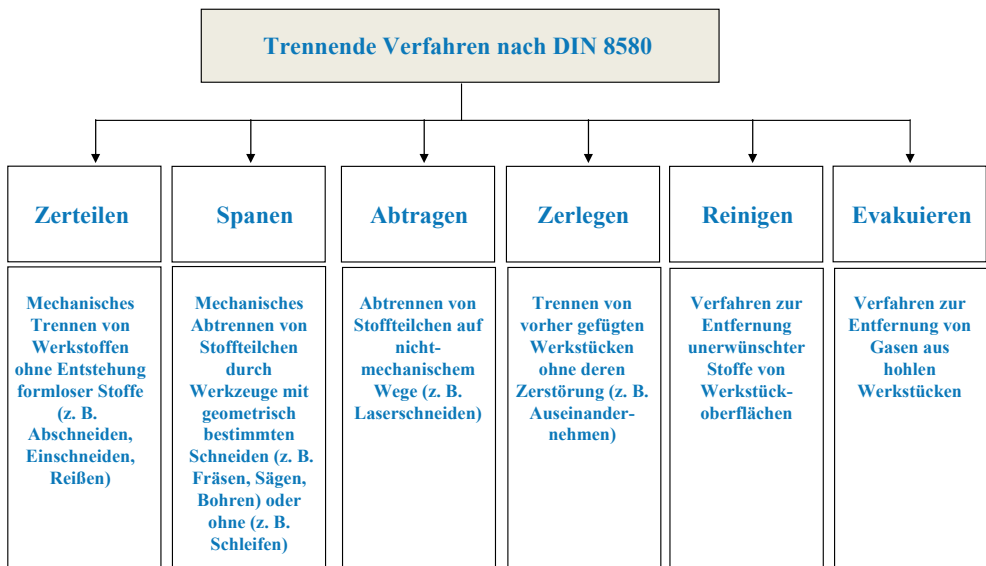 Trennende Verfahren nach DIN 8580
Zerteilen
Spanen
Abtragen
Zerlegen
Reinigen
Evakuieren
Mechanisches
Trennen von
Werkstoffen
ohne Entstehung
formloser Stoffe
(z. B.
Abschneiden,
Einschneiden,
Reißen)
Mechanisches
Abtrennen von
Stoffteilchen
durch
Werkzeuge mit
geometrisch
bestimmten
Schneiden (z. B.
Fräsen, Sägen,
Bohren) oder
ohne (z. B.
Schleifen)
Abtrennen von
Stoffteilchen auf
nicht-
mechanischem
Wege (z. B.
Laserschneiden)
Trennen von
vorher gefügten
Werkstücken
ohne deren
Zerstörung (z. B.
Auseinander-
nehmen)
Verfahren zur
Entfernung
unerwünschter
Stoffe von
Werkstück-
oberflächen
Verfahren zur
Entfernung von
Gasen aus
hohlen
Werkstücken